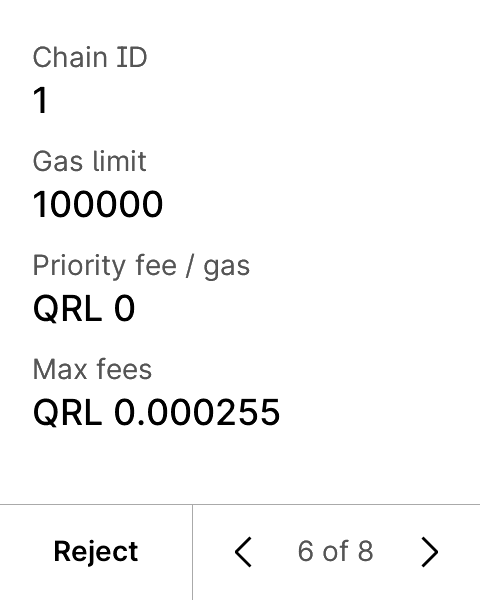 Chain ID
1
Gas limit
100000
Priority fee / gas
QRL 0
Max fees
QRL 0.000255
Reject
6 of 8